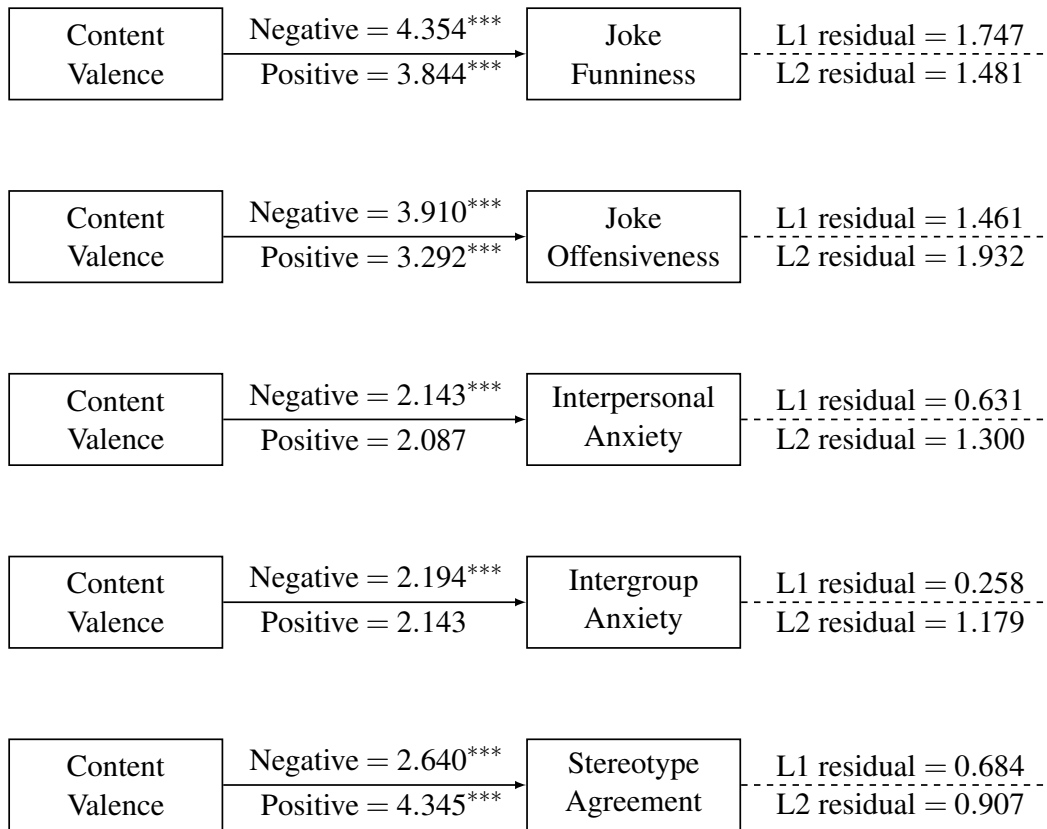 Content
Valence
Negative = 4.354***
Positive = 3.844***
Joke
Funniness
L1 residual = 1.747
L2 residual = 1.481
Content
Valence
Negative = 3.910***
Positive = 3.292***
Joke
Offensiveness
L1 residual = 1.461
L2 residual = 1.932
Content
Valence
Negative = 2.143***
Positive = 2.087
Interpersonal
Anxiety
L1 residual = 0.631
L2 residual = 1.300
Content
Valence
Negative = 2.194***
Positive = 2.143
Intergroup
Anxiety
L1 residual = 0.258
L2 residual = 1.179
Content
Valence
Negative = 2.640***
Positive = 4.345***
Stereotype
Agreement
L1 residual = 0.684
L2 residual = 0.907